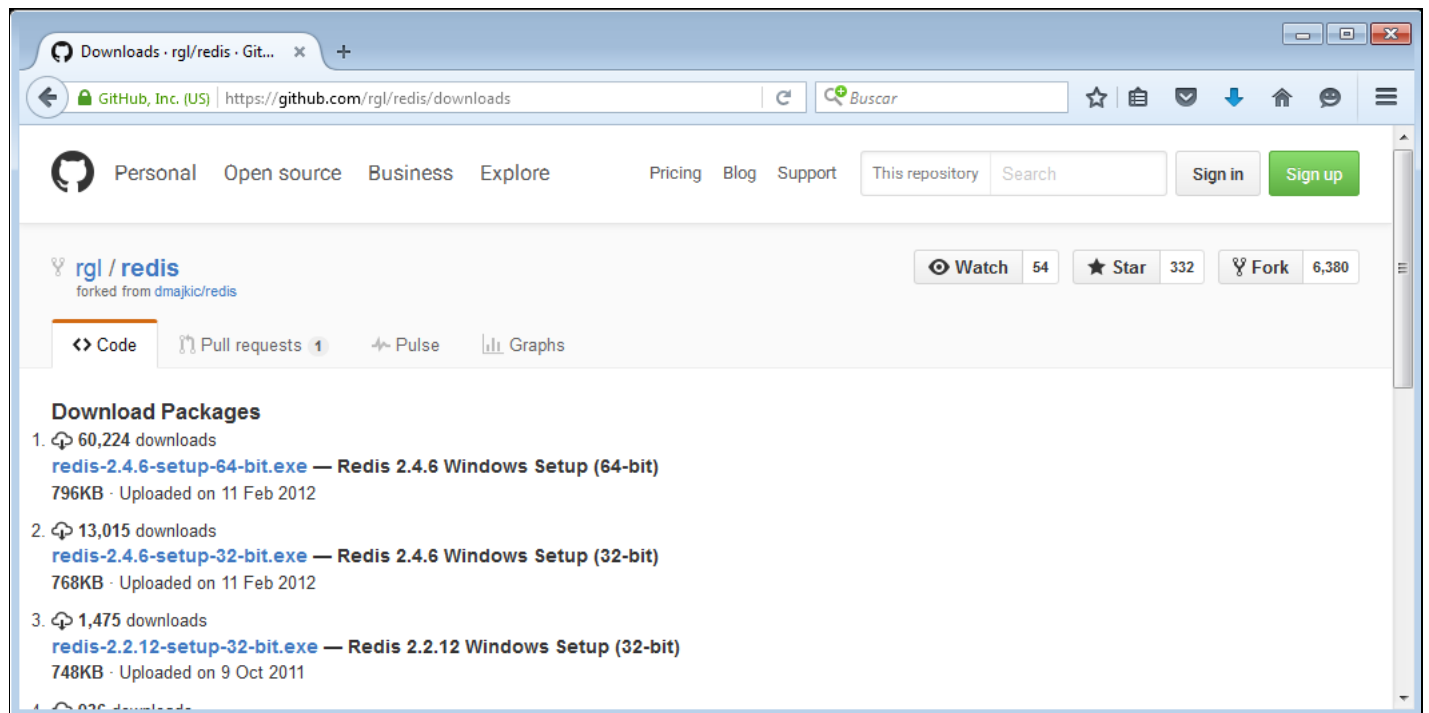 Downloads · rgl/redis · Git...
GitHub, Inc. (US) https://github.com/rgl/redis/downloads Buscar
Personal Open source Business Explore Pricing Blog Support This repository Search Sign in Sign up
rgl / redis Watch 54 Star 332 Fork 6,380
forked from dmajkic/redis
Code Pull requests 1 Pulse Graphs
Download Packages
1. 60,224 downloads
redis-2.4.6-setup-64-bit.exe — Redis 2.4.6 Windows Setup (64-bit)
796KB · Uploaded on 11 Feb 2012
2. 13,015 downloads
redis-2.4.6-setup-32-bit.exe — Redis 2.4.6 Windows Setup (32-bit)
768KB · Uploaded on 11 Feb 2012
3. 1,475 downloads
redis-2.2.12-setup-32-bit.exe — Redis 2.2.12 Windows Setup (32-bit)
748KB · Uploaded on 9 Oct 2011